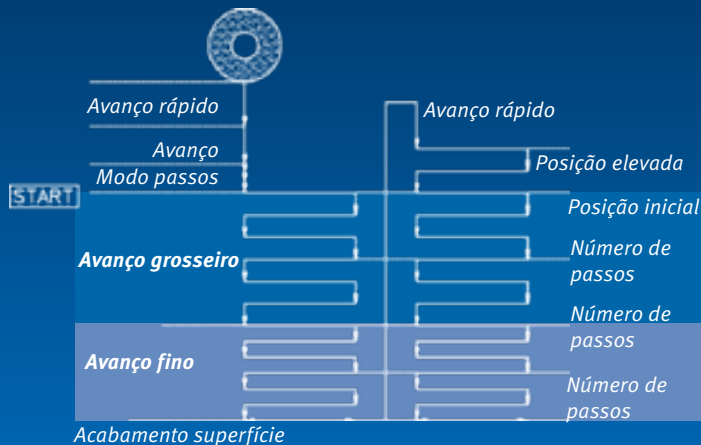 Avanço rápido
Avanço rápido
Avanço
Posição elevada
Modo passos
START
Posição inicial
Avanço grosseiro
Número de
passos
Número de
passos
Avanço fino
Número de
passos
Acabamento superfície